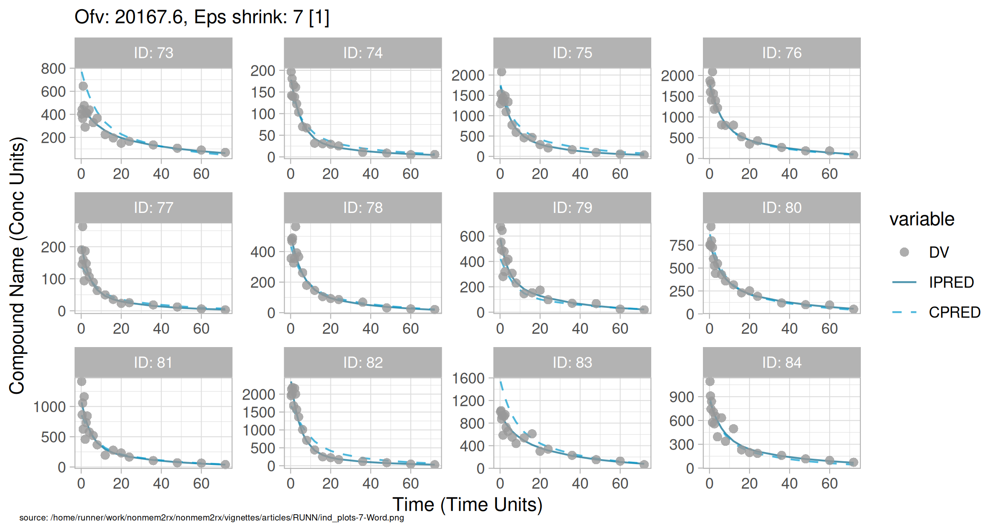 Ofv: 20167.6, Eps shrink: 7 [1]
ID: 73
ID: 74
ID: 75
ID: 76
800
600
400
200
0 20 40 60
200
150
100
50
0
0 20 40 60
2000
1500
1000
500
0
0 20 40 60
2000
1500
1000
500
0
0 20 40 60
ID: 77
ID: 78
ID: 79
ID: 80
200
100
0
0 20 40 60
400
200
0
0 20 40 60
600
400
200
0
0 20 40 60
750
500
250
0
0 20 40 60
ID: 81
ID: 82
ID: 83
ID: 84
1000
500
0
0 20 40 60
2000
1500
1000
500
0
0 20 40 60
1600
1200
800
400
0
0 20 40 60
900
600
300
0
0 20 40 60
Compound Name (Conc Units)
Time (Time Units)
variable
DV
IPRED
CPRED
source: /home/runner/work/nonmem2rx/nonmem2rx/vignettes/articles/RUNN/ind_plots-7-Word.png